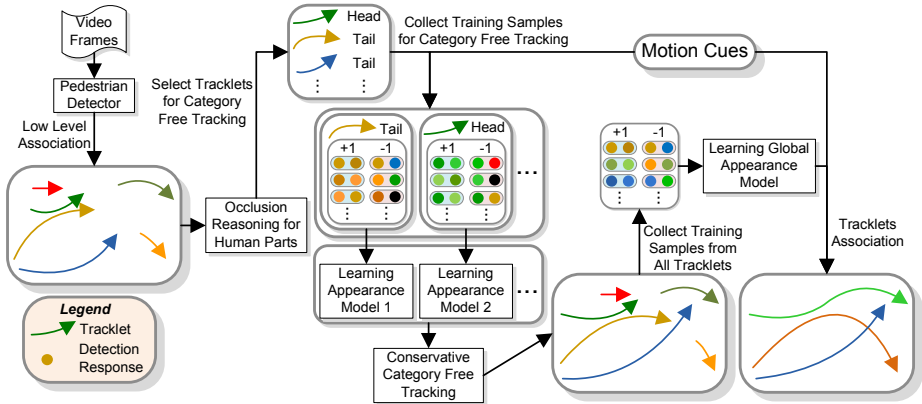 Video
Frames
Pedestrian
Detector
Low Level
Association
Select Tracklets
for Category
Free Tracking
Occlusion
Reasoning for
Human Parts
Legend
Tracklet
Detection
Response
Head
Tail
Tail
⋮ ⋮
Collect Training Samples
for Category Free Tracking
Motion Cues
Tail
+1 -1
⋮ ⋮
Head
+1 -1
⋮ ⋮
...
Learning
Appearance
Model 1
Learning
Appearance
Model 2
...
Conservative
Category Free
Tracking
+1 -1
⋮ ⋮
Learning Global
Appearance
Model
Collect Training
Samples from
All Tracklets
Tracklets
Association